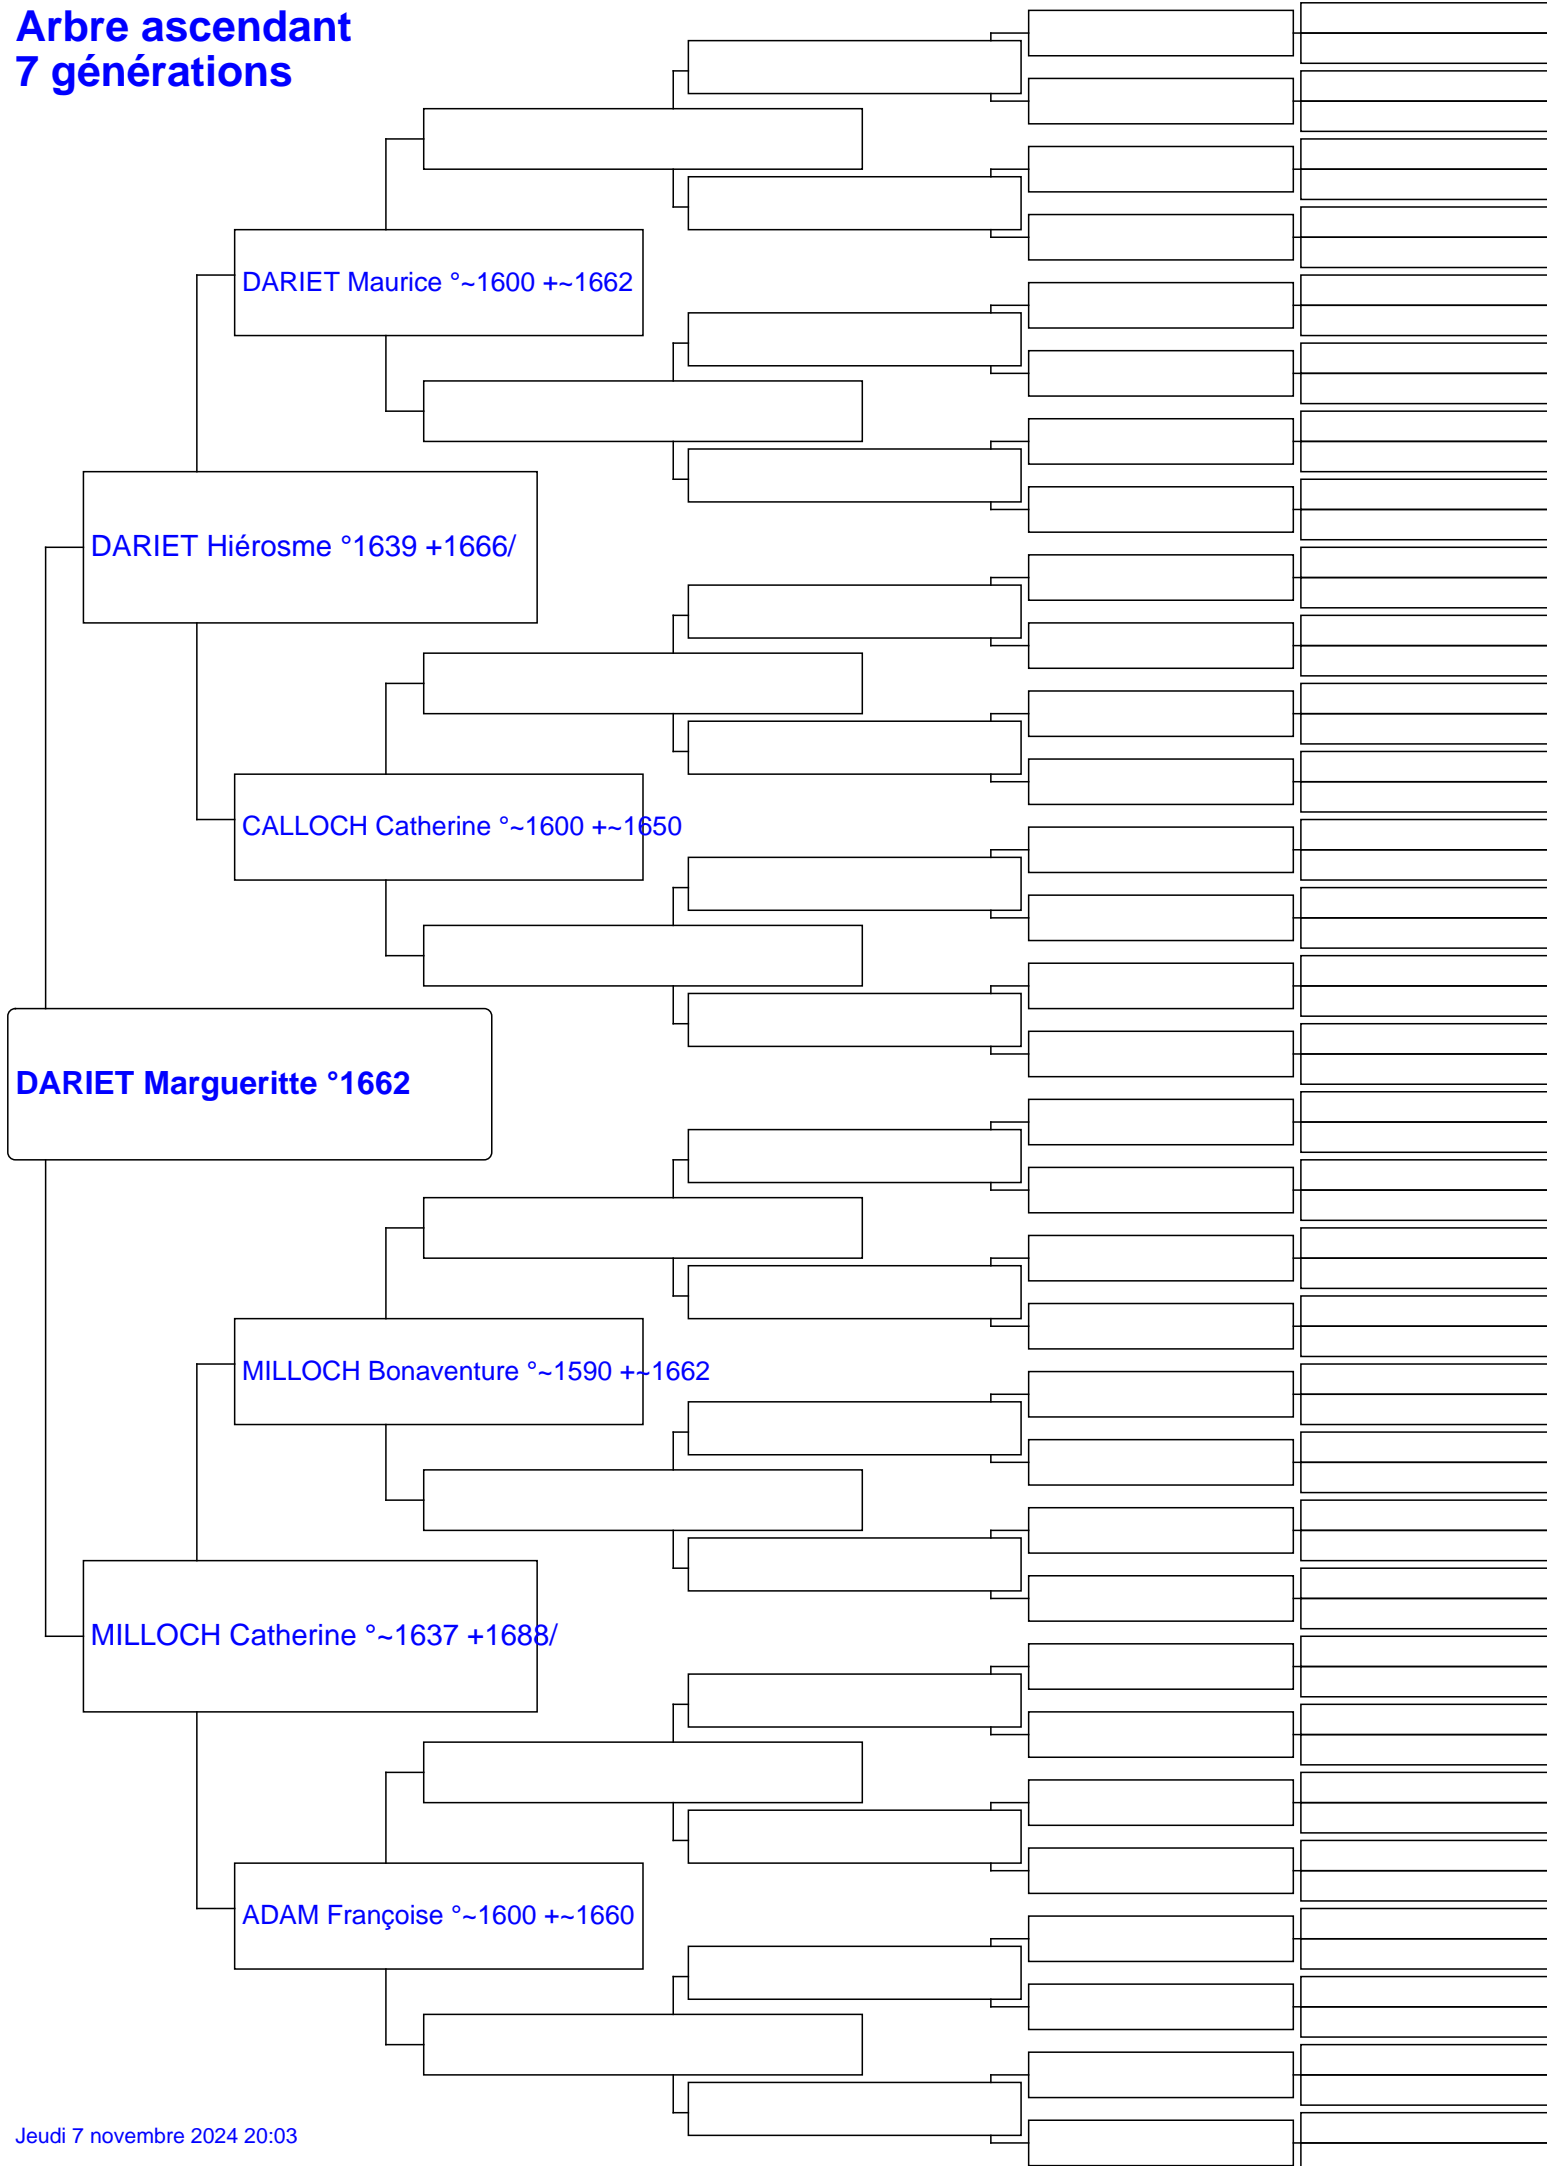 Arbre ascendant
7 générations
DARIET Maurice °~1600 +~1662
DARIET Hiérosme °1639 +1666/
CALLOCH Catherine °~1600 +~1650
DARIET Margueritte °1662
MILLOCH Bonaventure °~1590 +~1662
MILLOCH Catherine °~1637 +1688/
ADAM Françoise °~1600 +~1660
Jeudi 7 novembre 2024 20:03